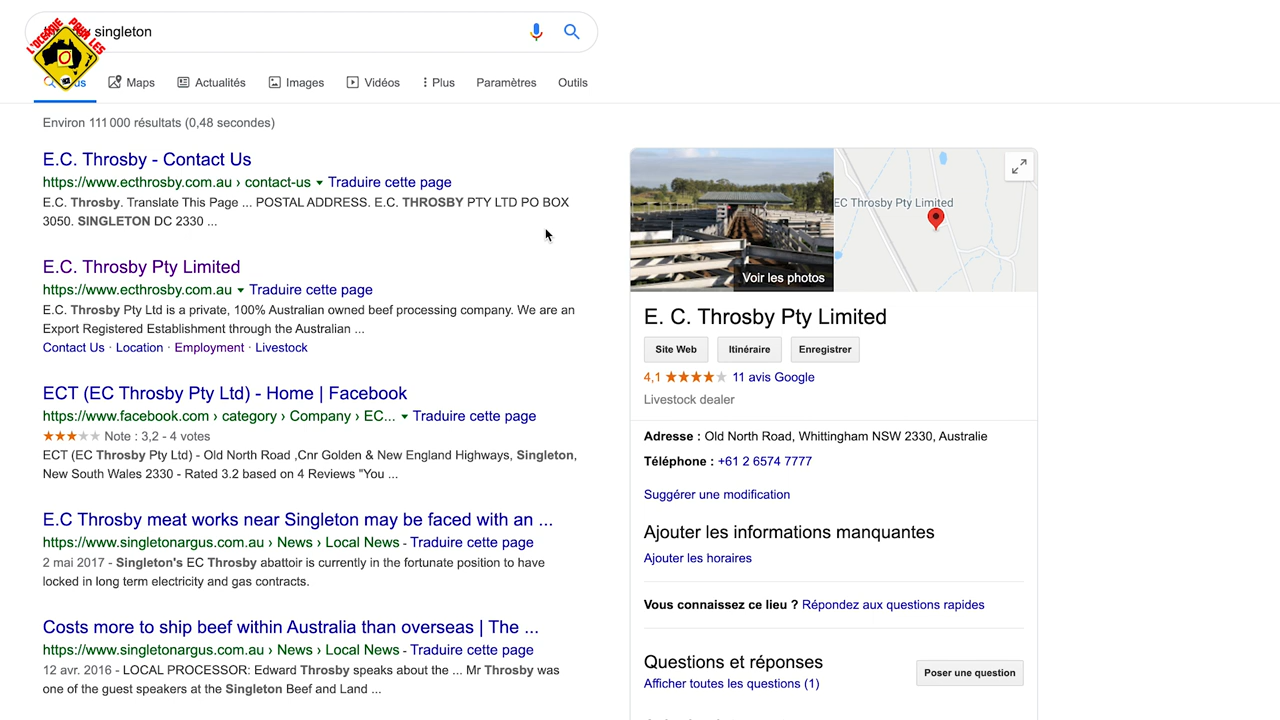 singleton
L'OCEANIE POUR LES
Maps
Actualités
Images
Vidéos
Plus
Paramètres
Outils
Environ 111 000 résultats (0,48 secondes)
E.C. Throsby - Contact Us
https://www.ecthrosby.com.au › contact-us Traduire cette page
E.C. Throsby. Translate This Page ... POSTAL ADDRESS. E.C. THROSBY PTY LTD PO BOX
3050. SINGLETON DC 2330 ...
E.C. Throsby Pty Limited
https://www.ecthrosby.com.au Traduire cette page
E.C. Throsby Pty Ltd is a private, 100% Australian owned beef processing company. We are an
Export Registered Establishment through the Australian ...
Contact Us · Location · Employment · Livestock
ECT (EC Throsby Pty Ltd) - Home | Facebook
https://www.facebook.com › category › Company › EC... Traduire cette page
Note : 3,2 - 4 votes
ECT (EC Throsby Pty Ltd) - Old North Road ,Cnr Golden & New England Highways, Singleton,
New South Wales 2330 - Rated 3.2 based on 4 Reviews "You ...
E.C Throsby meat works near Singleton may be faced with an ...
https://www.singletonargus.com.au › News › Local News - Traduire cette page
2 mai 2017 - Singleton's EC Throsby abattoir is currently in the fortunate position to have
locked in long term electricity and gas contracts.
Costs more to ship beef within Australia than overseas | The ...
https://www.singletonargus.com.au › News › Local News - Traduire cette page
12 avr. 2016 - LOCAL PROCESSOR: Edward Throsby speaks about the ... Mr Throsby was
one of the guest speakers at the Singleton Beef and Land ...
Voir les photos
EC Throsby Pty Limited
E. C. Throsby Pty Limited
Site Web
Itinéraire
Enregistrer
4,1 11 avis Google
Livestock dealer
Adresse : Old North Road, Whittingham NSW 2330, Australie
Téléphone : +61 2 6574 7777
Suggérer une modification
Ajouter les informations manquantes
Ajouter les horaires
Vous connaissez ce lieu ? Répondez aux questions rapides
Questions et réponses
Poser une question
Afficher toutes les questions (1)